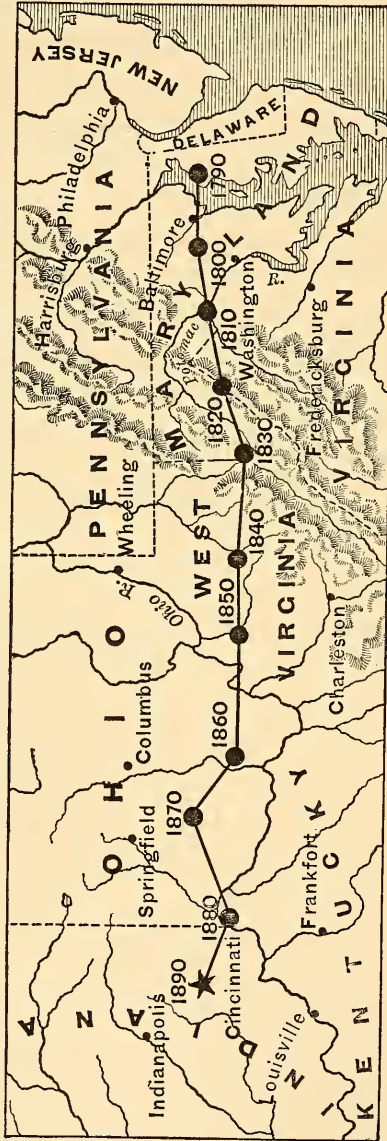 NEW JERSEY
Philadelphia
DELAWARE
Harrisburg
PENNSYLVANIA
Baltimore
MARYLAND
1790
1800
1810
1820
1830
1840
1850
1860
1870
1880
1890
Potomac
R.
Washington
Fredericksburg
VIRGINIA
Wheeling
WEST
VIRGINIA
Ohio R.
Charleston
OHIO
Columbus
Springfield
Cincinnati
INDIANA
Indianapolis
Louisville
Frankfort
KENTUCKY